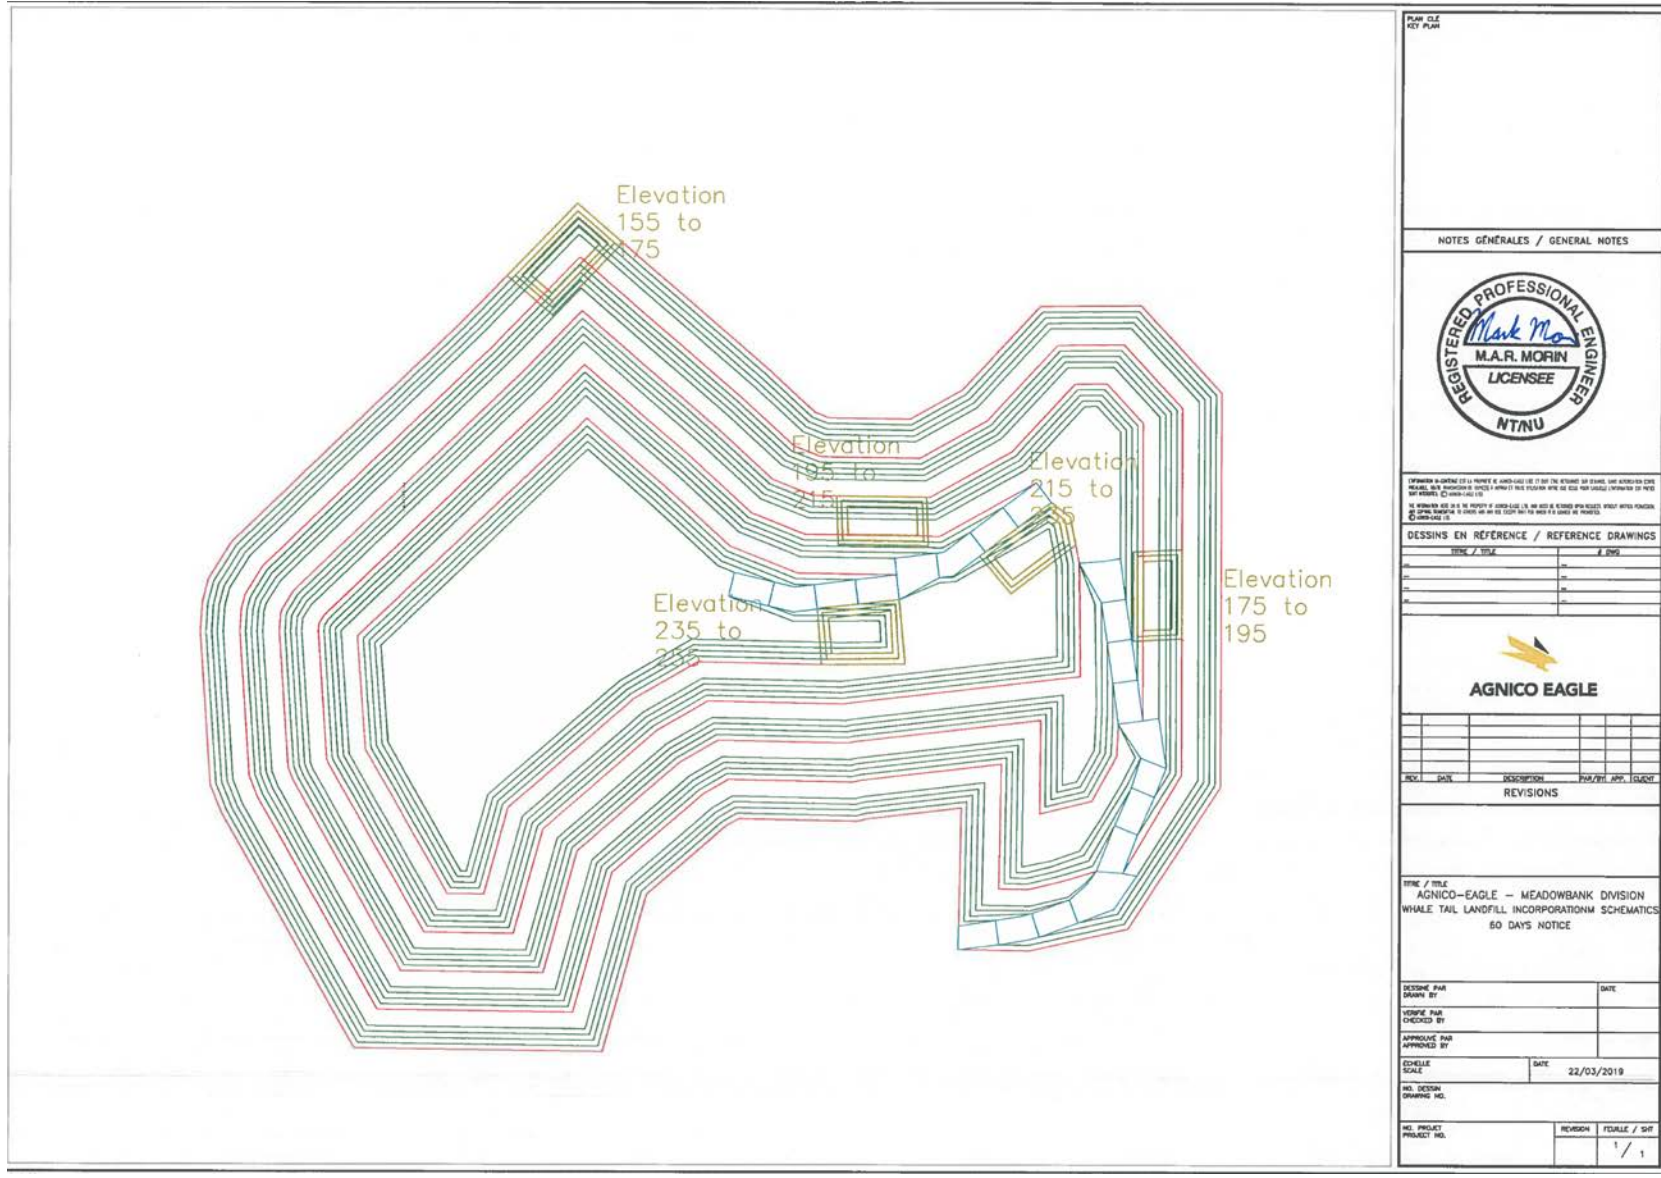 Elevation
155 to
175
Elevation
195 to
215
Elevation
215 to
235
Elevation
175 to
195
Elevation
235 to
255
PLAN CLÉ
KEY PLAN
NOTES GÉNÉRALES / GENERAL NOTES
REGISTERED PROFESSIONAL ENGINEER
Mark Mo
M.A.R. MORIN
LICENSEE
NT/NU
DESSINS EN RÉFÉRENCE / REFERENCE DRAWINGS
TITRE / TITLE # DWG
AGNICO EAGLE
REV. DATE DESCRIPTION PAR/BY APP. CLIENT
REVISIONS
TITRE / TITLE
AGNICO-EAGLE - MEADOWBANK DIVISION
WHALE TAIL LANDFILL INCORPORATIONM SCHEMATICS
60 DAYS NOTICE
DESSINÉ PAR
DRAWN BY
DATE
VÉRIFIÉ PAR
CHECKED BY
APPROUVÉ PAR
APPROVED BY
ÉCHELLE
SCALE
DATE
22/03/2019
NO. DESSIN
DRAWING NO.
NO. PROJET
PROJECT NO.
REVISION
FEUILLE / SHT
1 / 1